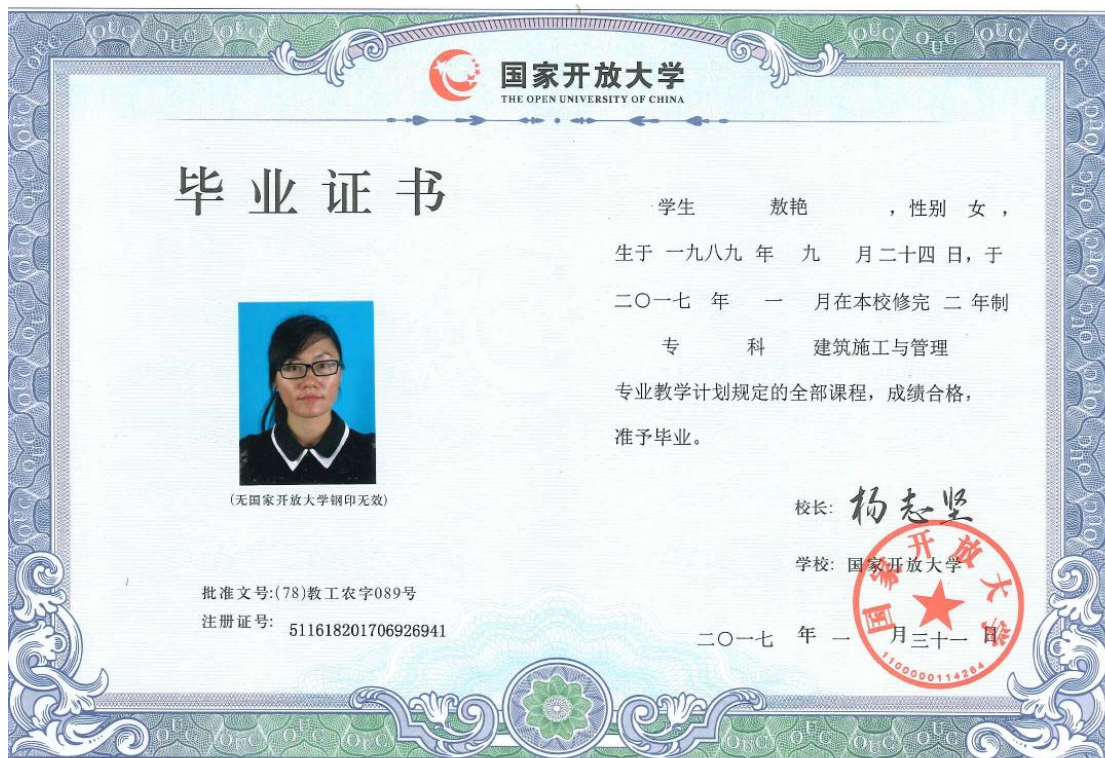 国家开放大学
THE OPEN UNIVERSITY OF CHINA
毕业证书
学生 敖艳 ，性别 女，
生于 一九八九 年 九 月二十四 日，于
二〇一七 年 一 月在本校修完 二 年制
专 科 建筑施工与管理
专业教学计划规定的全部课程，成绩合格，
准予毕业。
(无国家开放大学钢印无效)
校长: 杨志坚
学校: 国家开放大学
批准文号:(78)教工农字089号
注册证号: 511618201706926941
二〇一七 年 一 月三十一 日
国家开放大学
1100000114264
OUC OUC OUC OUC OUC OUC